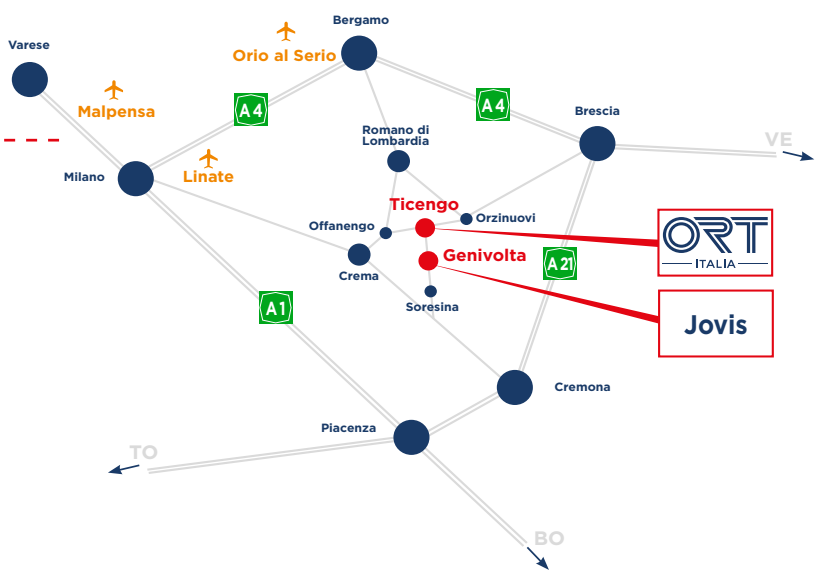 Bergamo
Varese
Orio al Serio
A4
A4
Malpensa
Brescia
Romano di
Lombardia
VE
Milano
Linate
Ticengo
Orzinuovi
Offanengo
ORT
ITALIA
Genivolta
A21
Crema
Soresina
A1
Jovis
Cremona
Piacenza
TO
BO